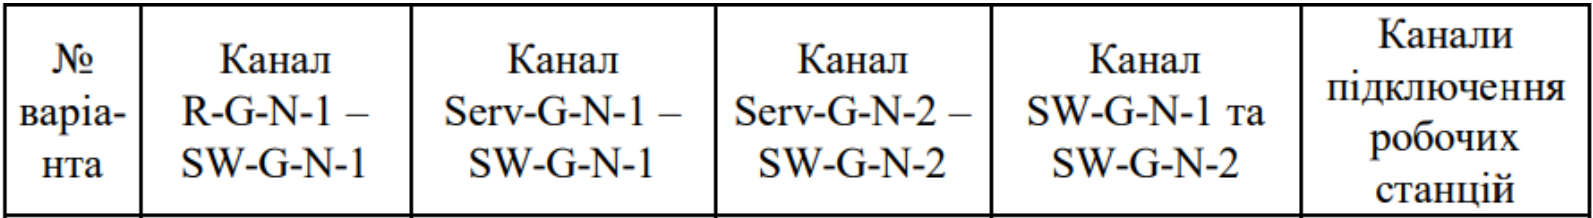 №
варіа-
нта
Канал
R-G-N-1 –
SW-G-N-1
Канал
Serv-G-N-1 –
SW-G-N-1
Канал
Serv-G-N-2 –
SW-G-N-2
Канал
SW-G-N-1 та
SW-G-N-2
Канали
підключення
робочих
станцій